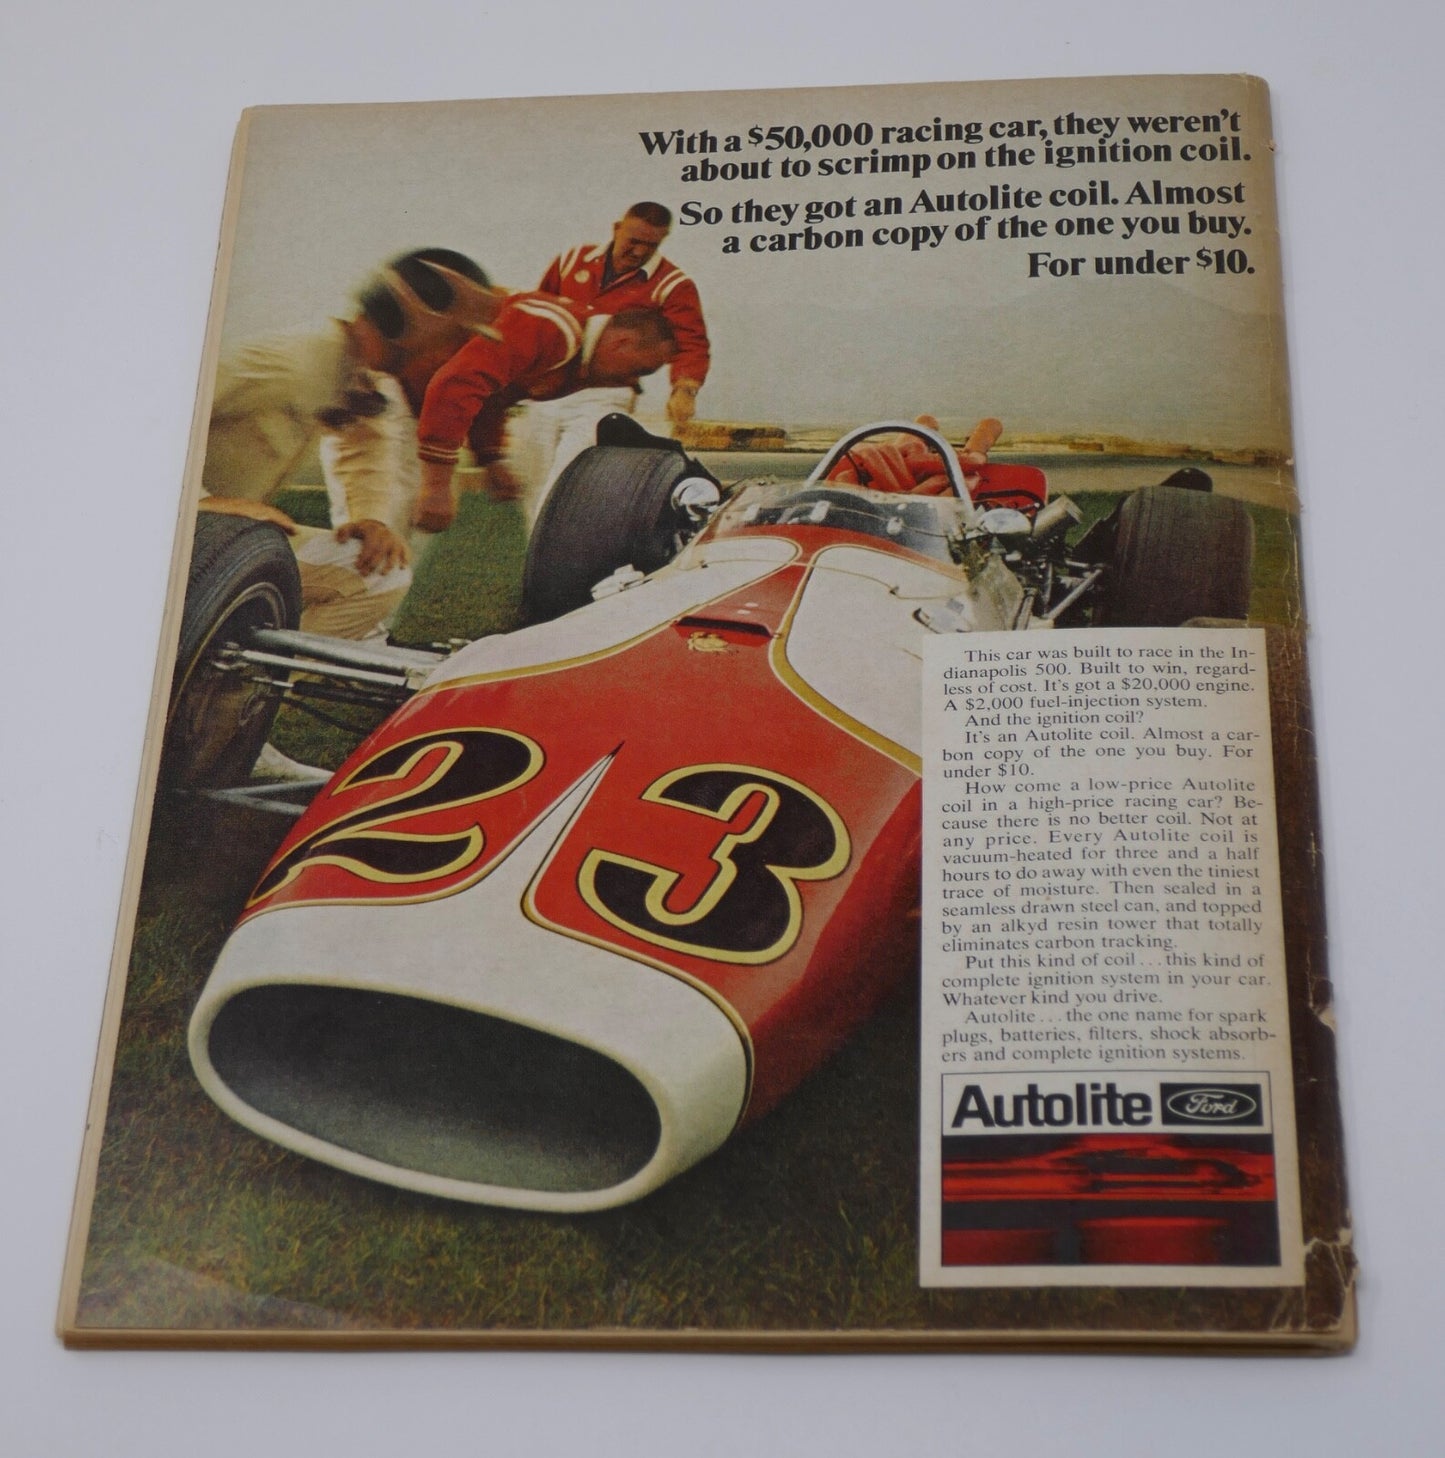 With a $50,000 racing car, they weren't
about to scrimp on the ignition coil.
So they got an Autolite coil. Almost
a carbon copy of the one you buy.
For under $10.
23
This car was built to race in the In-
dianapolis 500. Built to win, regard-
less of cost. It's got a $20,000 engine.
A $2,000 fuel-injection system.
And the ignition coil?
It's an Autolite coil. Almost a car-
bon copy of the one you buy. For
under $10.
How come a low-price Autolite
coil in a high-price racing car? Be-
cause there is no better coil. Not at
any price. Every Autolite coil is
vacuum-heated for three and a half
hours to do away with even the tiniest
trace of moisture. Then sealed in a
seamless drawn steel can, and topped
by an alkyd resin tower that totally
eliminates carbon tracking.
Put this kind of coil . . . this kind of
complete ignition system in your car.
Whatever kind you drive.
Autolite . . . the one name for spark
plugs, batteries, filters, shock absorb-
ers and complete ignition systems.
Autolite Ford